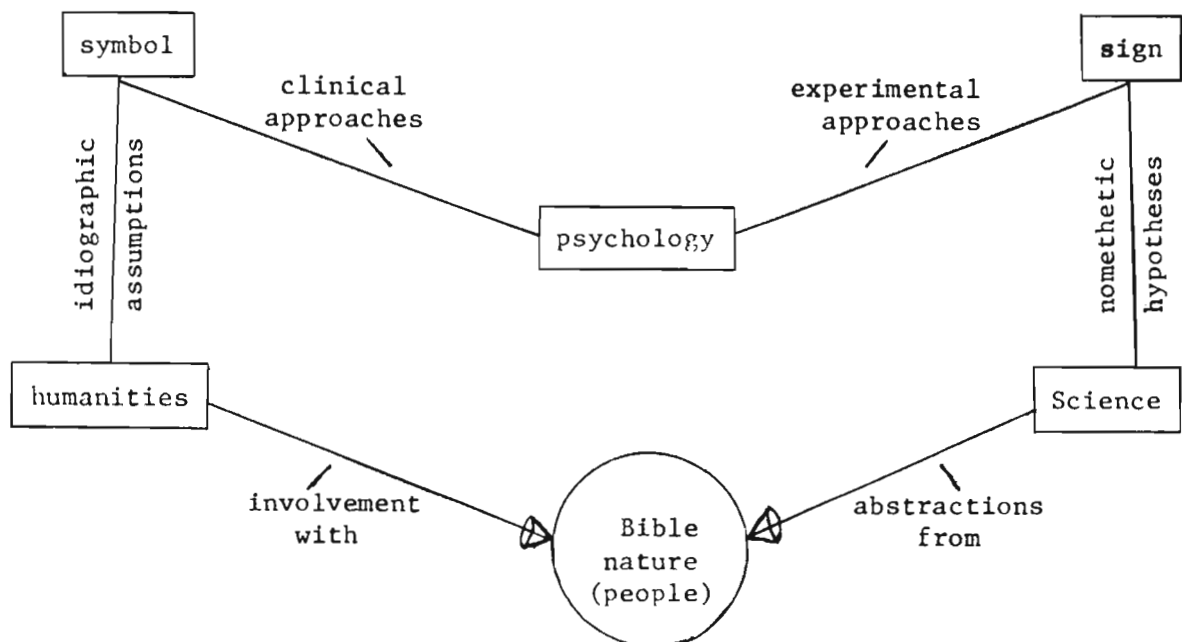 symbol
sign
clinical
approaches
experimental
approaches
idiographic
assumptions
psychology
nomethetic
hypotheses
humanities
Science
involvement
with
Bible
nature
(people)
abstractions
from